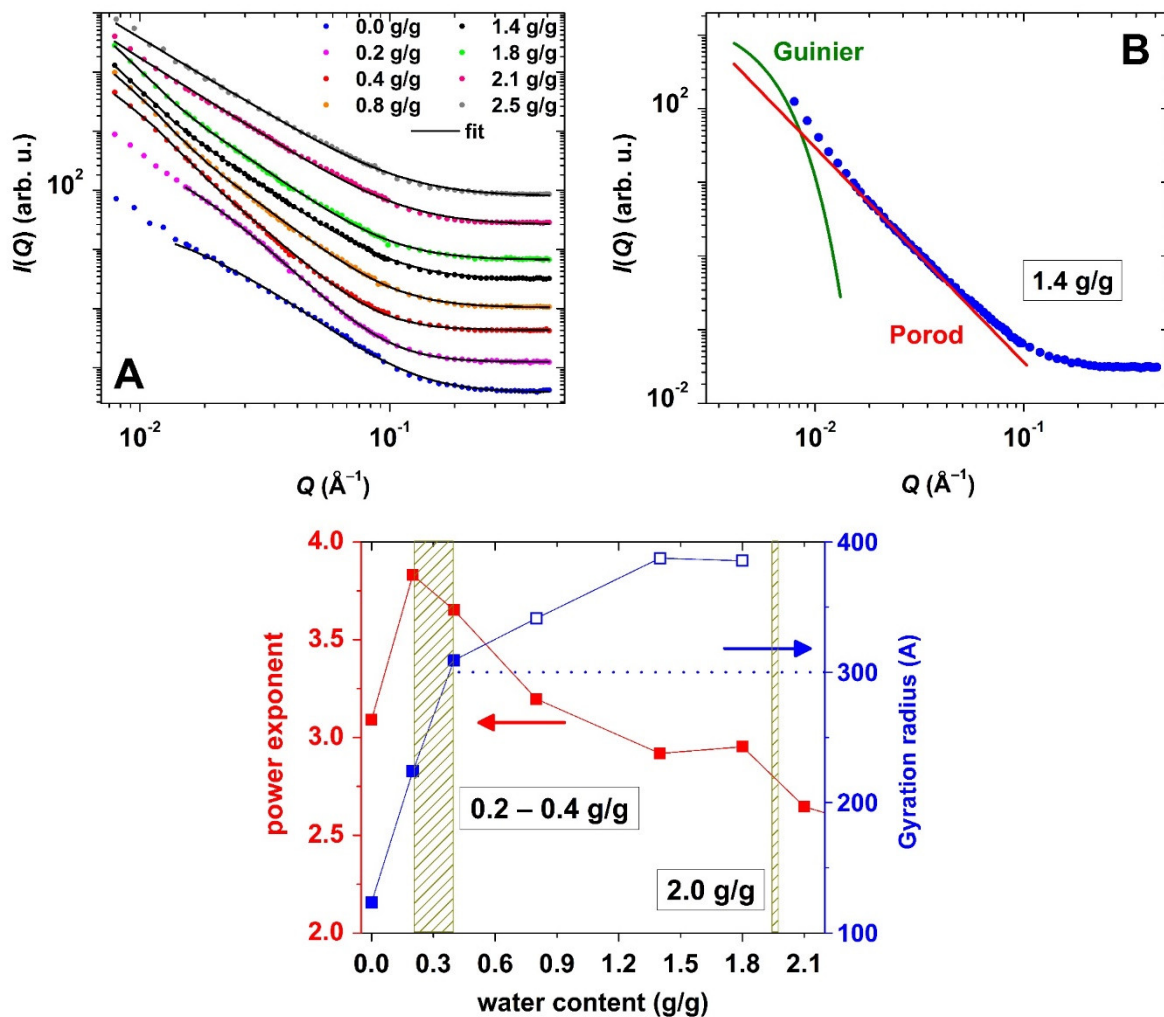 I(Q) (arb. u.)
10²
0.0 g/g
0.2 g/g
0.4 g/g
0.8 g/g
1.4 g/g
1.8 g/g
2.1 g/g
2.5 g/g
fit
A
10⁻²
10⁻¹
Q (Å⁻¹)
I(Q) (arb. u.)
10²
10⁻²
Guinier
B
1.4 g/g
Porod
10⁻²
10⁻¹
Q (Å⁻¹)
power exponent
4.0
3.5
3.0
2.5
2.0
0.2 – 0.4 g/g
2.0 g/g
400
300
200
100
Gyration radius (A)
0.0 0.3 0.6 0.9 1.2 1.5 1.8 2.1
water content (g/g)